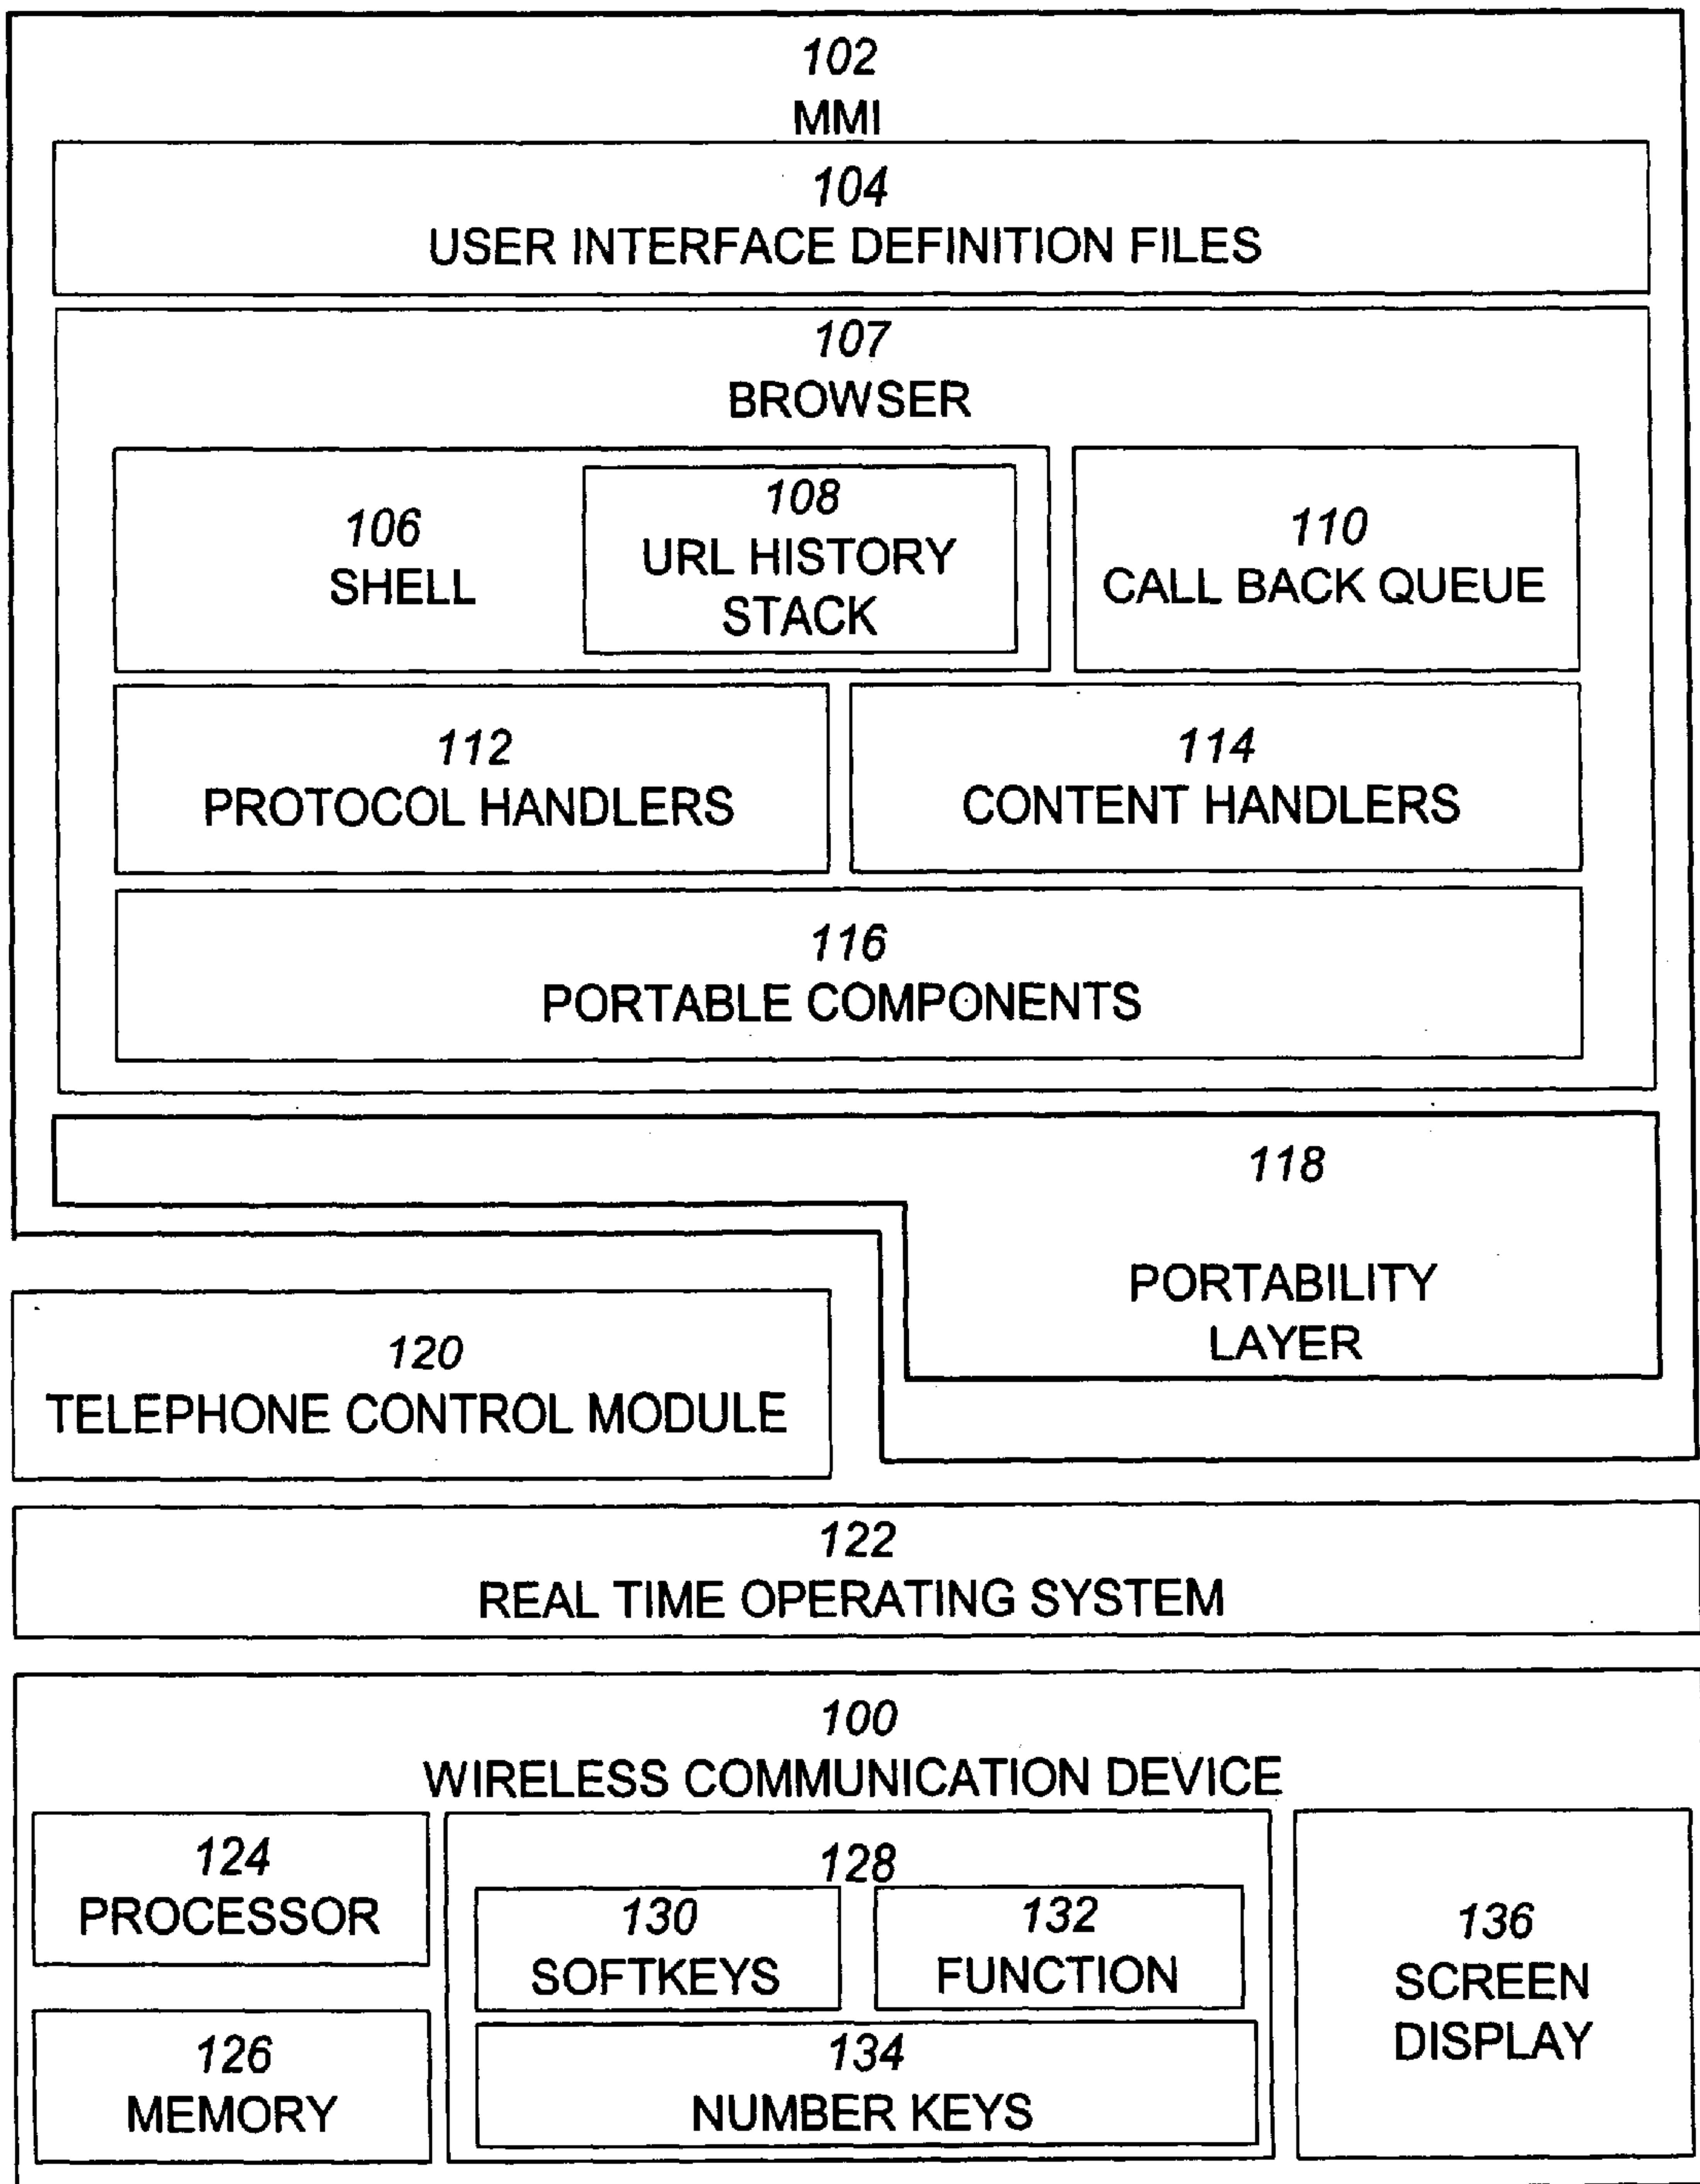 102
MMI
104
USER INTERFACE DEFINITION FILES
107
BROWSER
106
SHELL
108
URL HISTORY
STACK
110
CALL BACK QUEUE
112
PROTOCOL HANDLERS
114
CONTENT HANDLERS
116
PORTABLE COMPONENTS
118
PORTABILITY
LAYER
120
TELEPHONE CONTROL MODULE
122
REAL TIME OPERATING SYSTEM
100
WIRELESS COMMUNICATION DEVICE
124
PROCESSOR
126
MEMORY
128
130
SOFTKEYS
132
FUNCTION
134
NUMBER KEYS
136
SCREEN
DISPLAY